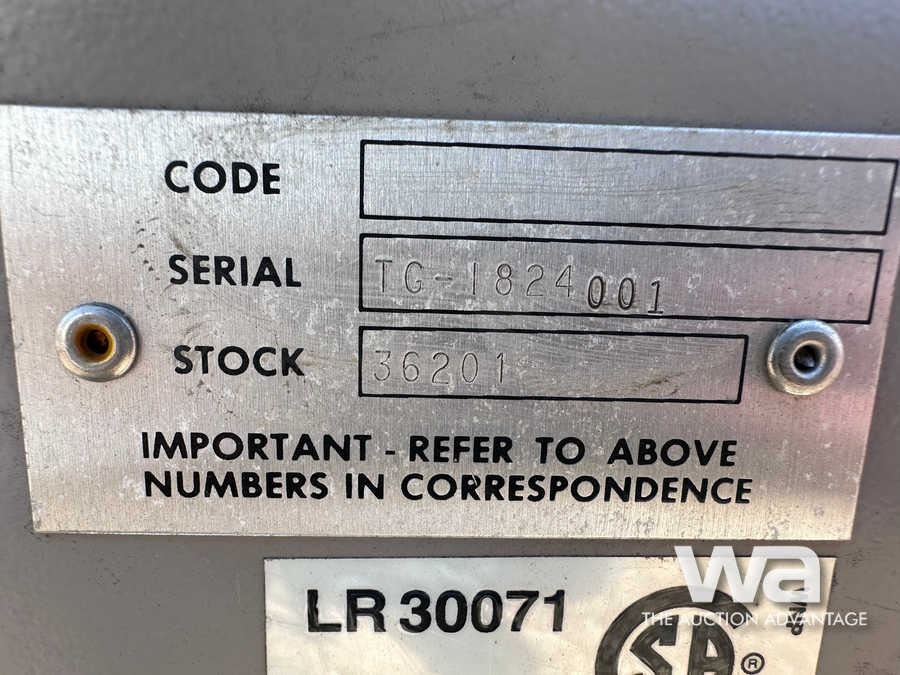 CODE
SERIAL TG-1824001
STOCK 36201
IMPORTANT - REFER TO ABOVE
NUMBERS IN CORRESPONDENCE
LR 30071
SA ®
wa
THE AUCTION ADVANTAGE